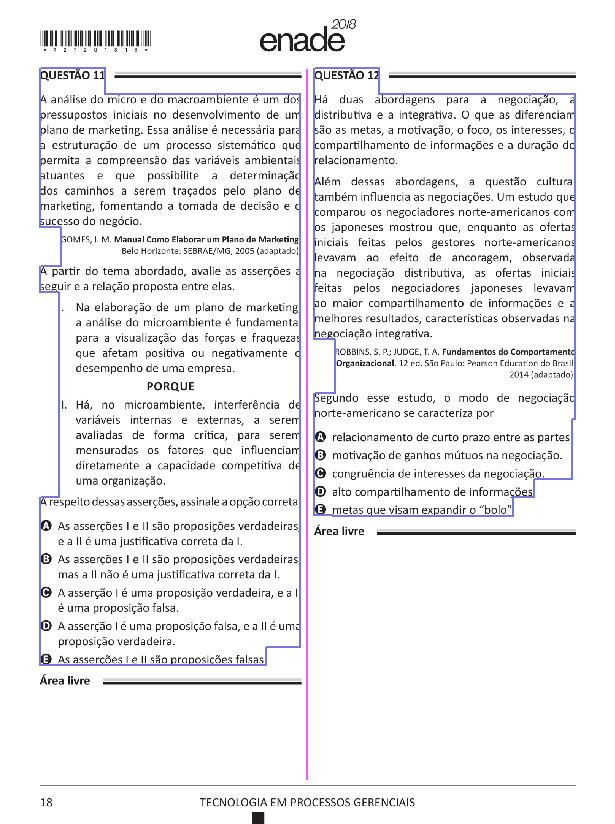 enade2018
*R2720181 8*
QUESTÃO 11
A análise do micro e do macroambiente é um dos
pressupostos iniciais no desenvolvimento de um
plano de marketing. Essa análise é necessária para
a estruturação de um processo sistemático que
permita a compreensão das variáveis ambientais
atuantes e que possibilite a determinação
dos caminhos a serem traçados pelo plano de
marketing, fomentando a tomada de decisão e o
sucesso do negócio.
GOMES, I. M. Manual Como Elaborar um Plano de Marketing.
Belo Horizonte: SEBRAE/MG, 2005 (adaptado).
A partir do tema abordado, avalie as asserções a
seguir e a relação proposta entre elas.
I. Na elaboração de um plano de marketing,
a análise do microambiente é fundamental
para a visualização das forças e fraquezas
que afetam positiva ou negativamente o
desempenho de uma empresa.
PORQUE
II. Há, no microambiente, interferência de
variáveis internas e externas, a serem
avaliadas de forma crítica, para serem
mensuradas os fatores que influenciam
diretamente a capacidade competitiva de
uma organização.
A respeito dessas asserções, assinale a opção correta.
A As asserções I e II são proposições verdadeiras,
e a II é uma justificativa correta da I.
B As asserções I e II são proposições verdadeiras,
mas a II não é uma justificativa correta da I.
C A asserção I é uma proposição verdadeira, e a II
é uma proposição falsa.
D A asserção I é uma proposição falsa, e a II é uma
proposição verdadeira.
E As asserções I e II são proposições falsas.
Área livre
QUESTÃO 12
Há duas abordagens para a negociação, a
distributiva e a integrativa. O que as diferenciam
são as metas, a motivação, o foco, os interesses, o
compartilhamento de informações e a duração do
relacionamento.
Além dessas abordagens, a questão cultural
também influencia as negociações. Um estudo que
comparou os negociadores norte-americanos com
os japoneses mostrou que, enquanto as ofertas
iniciais feitas pelos gestores norte-americanos
levavam ao efeito de ancoragem, observada
na negociação distributiva, as ofertas iniciais
feitas pelos negociadores japoneses levavam
ao maior compartilhamento de informações e a
melhores resultados, características observadas na
negociação integrativa.
ROBBINS, S. P.; JUDGE, T. A. Fundamentos do Comportamento
Organizacional. 12 ed. São Paulo: Pearson Education do Brasil,
2014 (adaptado).
Segundo esse estudo, o modo de negociação
norte-americano se caracteriza por
A relacionamento de curto prazo entre as partes.
B motivação de ganhos mútuos na negociação.
C congruência de interesses da negociação.
D alto compartilhamento de informações.
E metas que visam expandir o “bolo”.
Área livre
18
TECNOLOGIA EM PROCESSOS GERENCIAIS